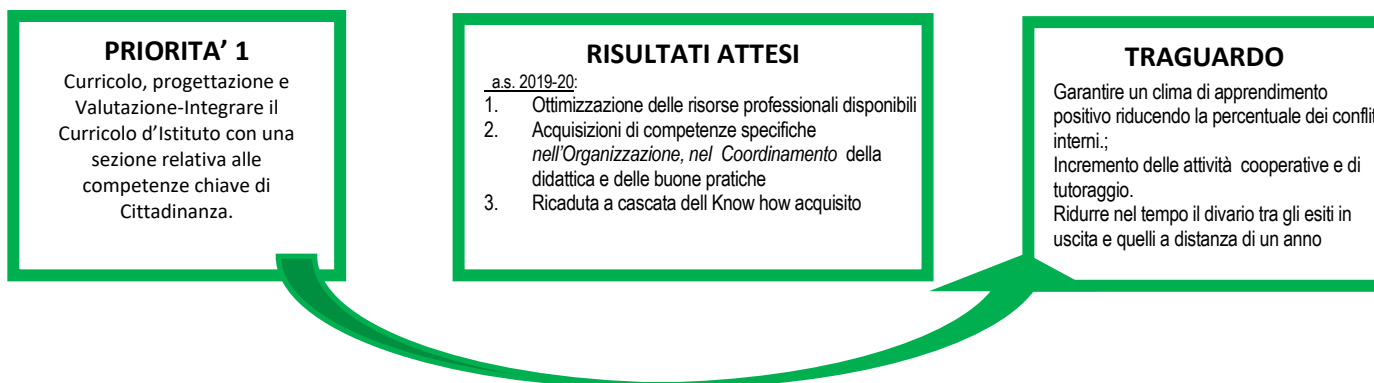 PRIORITA’ 1
Curricolo, progettazione e
Valutazione-Integrare il
Curricolo d’Istituto con una
sezione relativa alle
competenze chiave di
Cittadinanza.
RISULTATI ATTESI
a.s. 2019-20:
1. Ottimizzazione delle risorse professionali disponibili
2. Acquisizioni di competenze specifiche
nell’Organizzazione, nel Coordinamento della
didattica e delle buone pratiche
3. Ricaduta a cascata dell Know how acquisito
TRAGUARDO
Garantire un clima di apprendimento
positivo riducendo la percentuale dei conflit
interni.;
Incremento delle attività cooperative e di
tutoraggio.
Ridurre nel tempo il divario tra gli esiti in
uscita e quelli a distanza di un anno